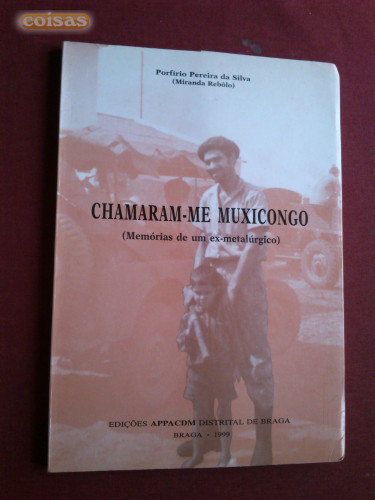 coisas
Porfírio Pereira da Silva
(Miranda Rebôlo)
CHAMARAM-ME MUXICONGO
(Memórias de um ex-metalúrgico)
EDIÇÕES APPACDM DISTRITAL DE BRAGA
BRAGA - 1999